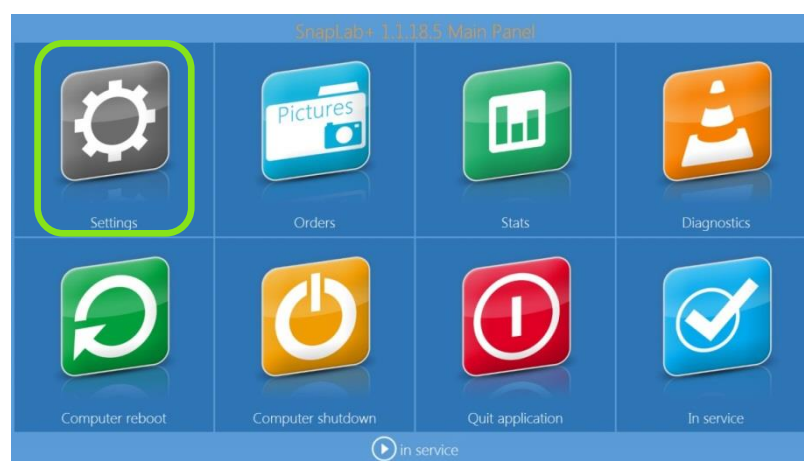 SnapLab+ 1.1.18.5 Main Panel
Pictures
Settings Orders Stats Diagnostics
Computer reboot Computer shutdown Quit application In service
in service